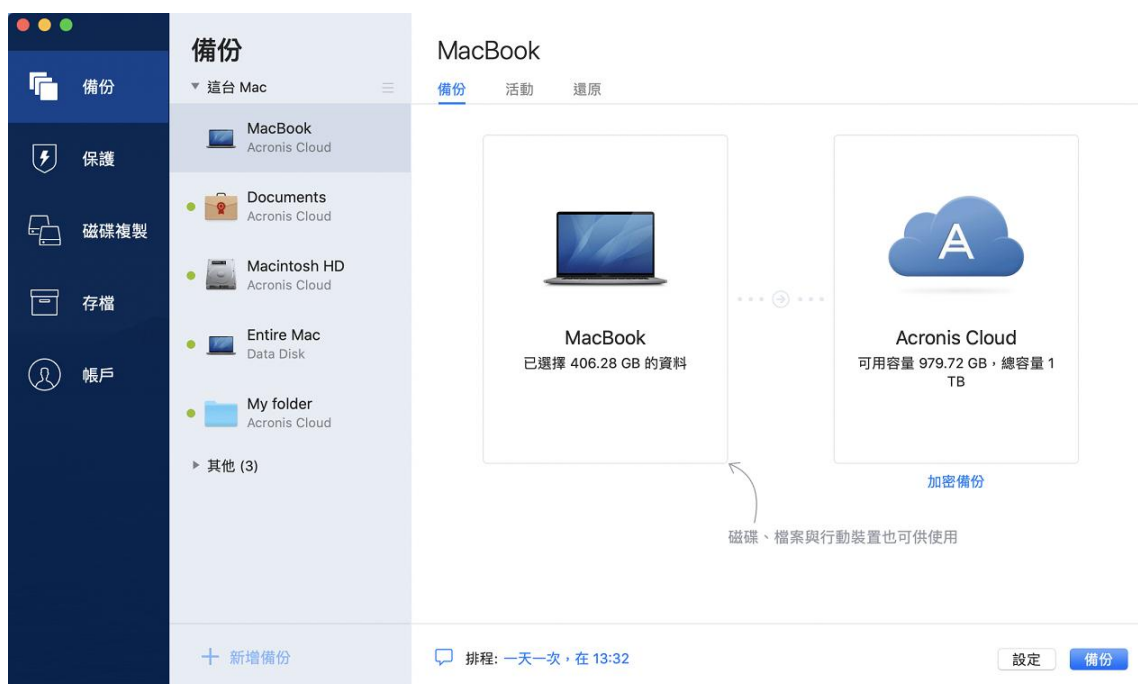 備份
保護
磁碟複製
存檔
帳戶
備份
這台 Mac
MacBook
Acronis Cloud
Documents
Acronis Cloud
Macintosh HD
Acronis Cloud
Entire Mac
Data Disk
My folder
Acronis Cloud
其他 (3)
新增備份
MacBook
備份 活動 還原
MacBook
已選擇 406.28 GB 的資料
Acronis Cloud
可用容量 979.72 GB，總容量 1
TB
加密備份
磁碟、檔案與行動裝置也可供使用
排程: 一天一次，在 13:32
設定 備份